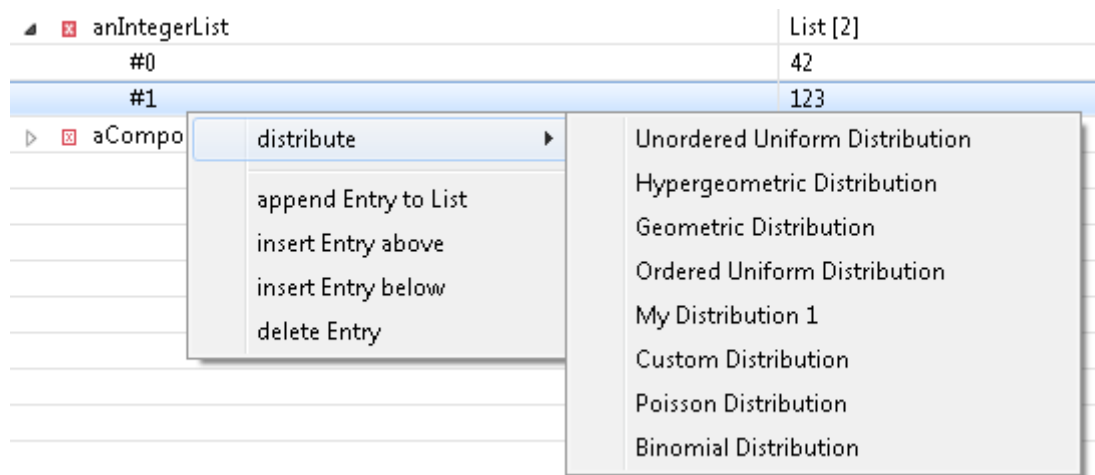 anIntegerList List [2]
#0 42
#1 123
aCompo
distribute
append Entry to List
insert Entry above
insert Entry below
delete Entry
Unordered Uniform Distribution
Hypergeometric Distribution
Geometric Distribution
Ordered Uniform Distribution
My Distribution 1
Custom Distribution
Poisson Distribution
Binomial Distribution